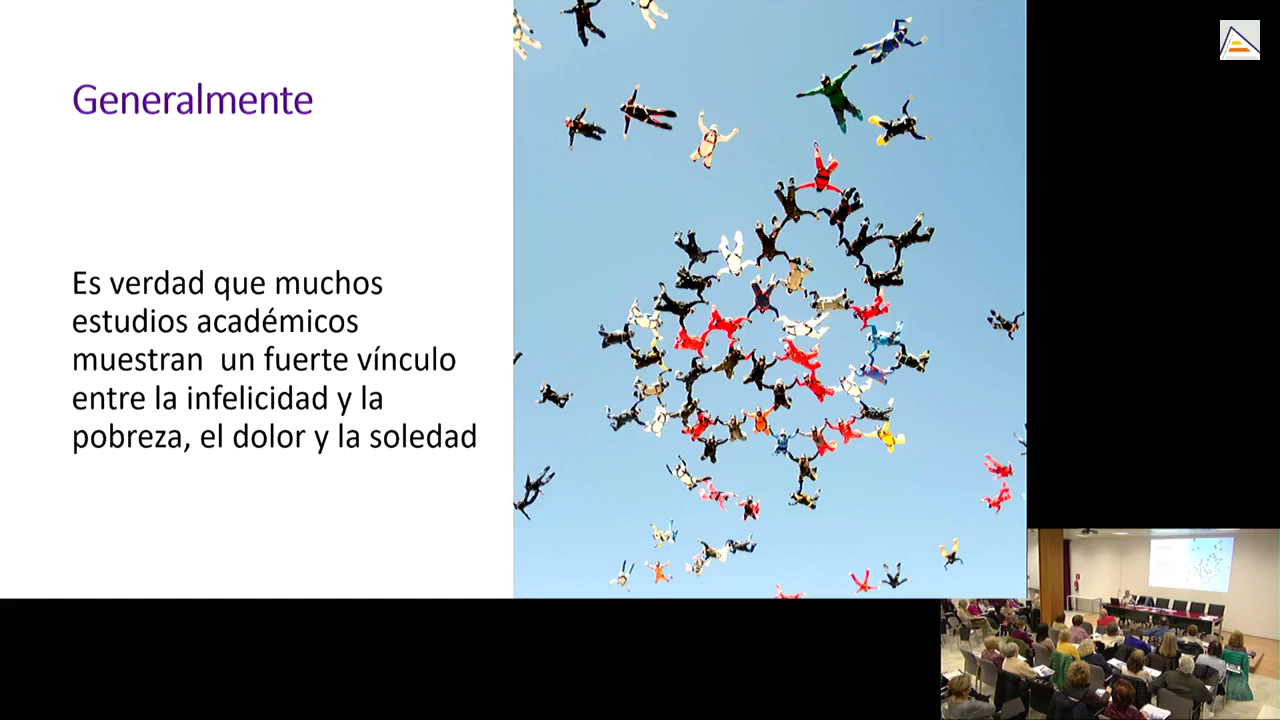 Generalmente
Es verdad que muchos
estudios académicos
muestran  un fuerte vínculo
entre la infelicidad y la
pobreza, el dolor y la soledad